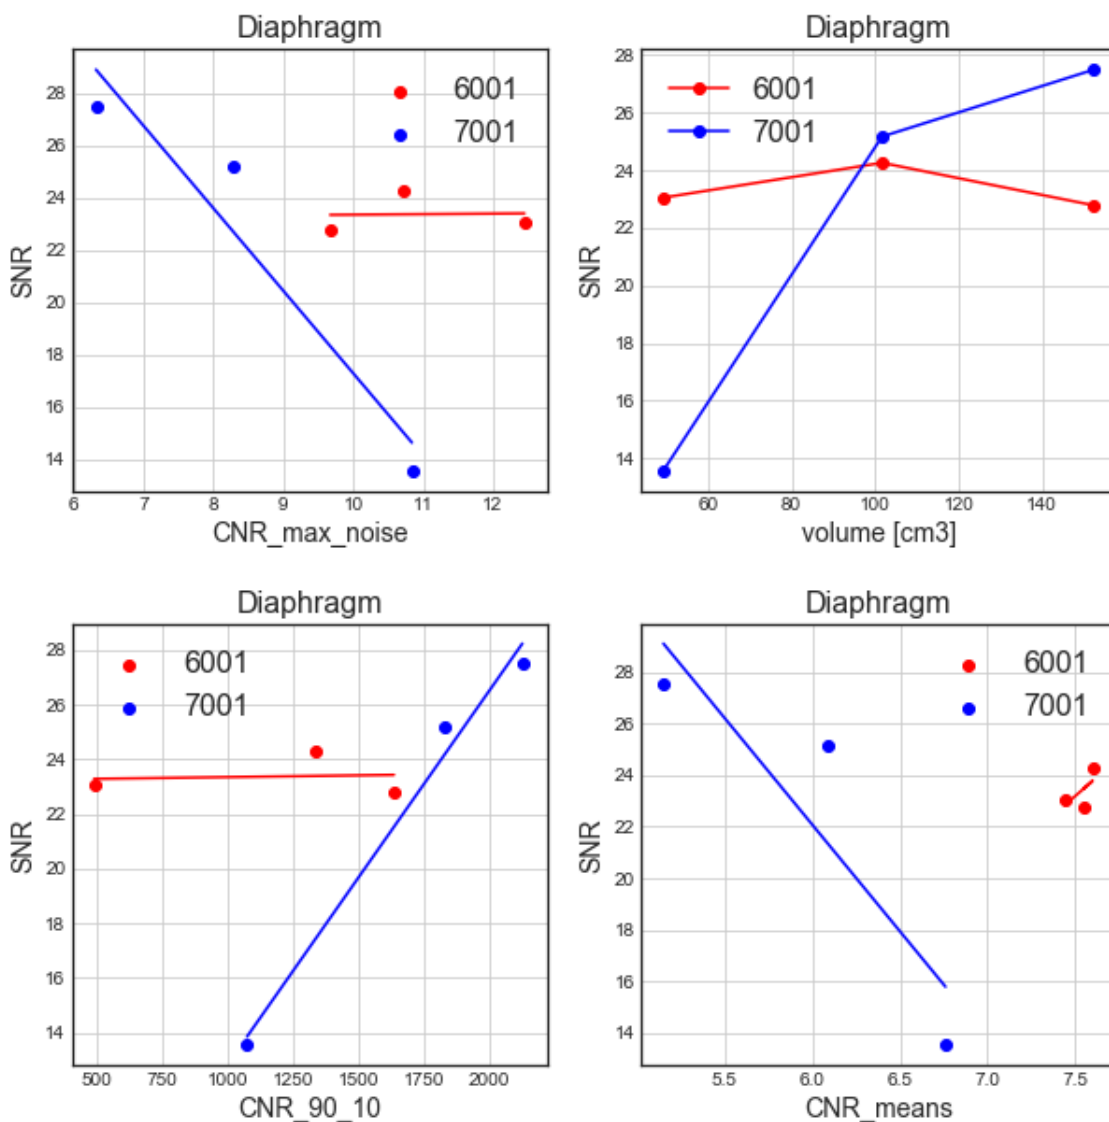 Diaphragm
28
26
24
22
20
18
16
14
SNR
6001
7001
6 7 8 9 10 11 12
CNR_max_noise
Diaphragm
28
26
24
22
20
18
16
14
SNR
6001
7001
60 80 100 120 140
volume [cm3]
Diaphragm
28
26
24
22
20
18
16
14
SNR
6001
7001
500 750 1000 1250 1500 1750 2000
CNR_90_10
Diaphragm
28
26
24
22
20
18
16
14
SNR
6001
7001
5.5 6.0 6.5 7.0 7.5
CNR_means